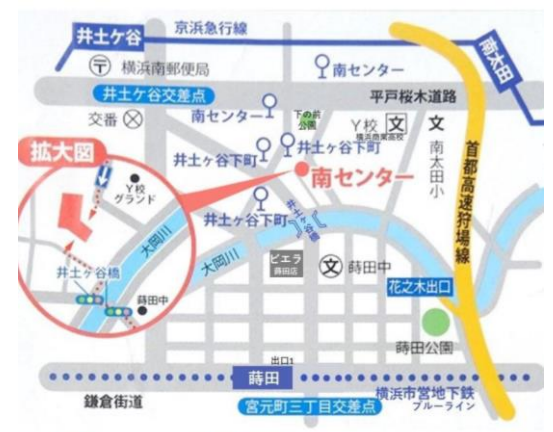 京浜急行線
井土ケ谷
南太田
横浜南郵便局
南センター
井土ケ谷交差点
平戸桜木道路
南センター
交番
下の前
公園
Y校
文
横浜商業高校
文
南太田小
井土ケ谷下町
井土ケ谷下町
拡大図
南センター
首都高速狩場線
Y校
グランド
井土ケ谷下町
井土ケ谷橋
大岡川
大岡川
井土ケ谷橋
ビエラ
蒔田店
文
蒔田中
花之木出口
蒔田中
蒔田公園
出口1
蒔田
鎌倉街道
宮元町三丁目交差点
横浜市営地下鉄
ブルーライン